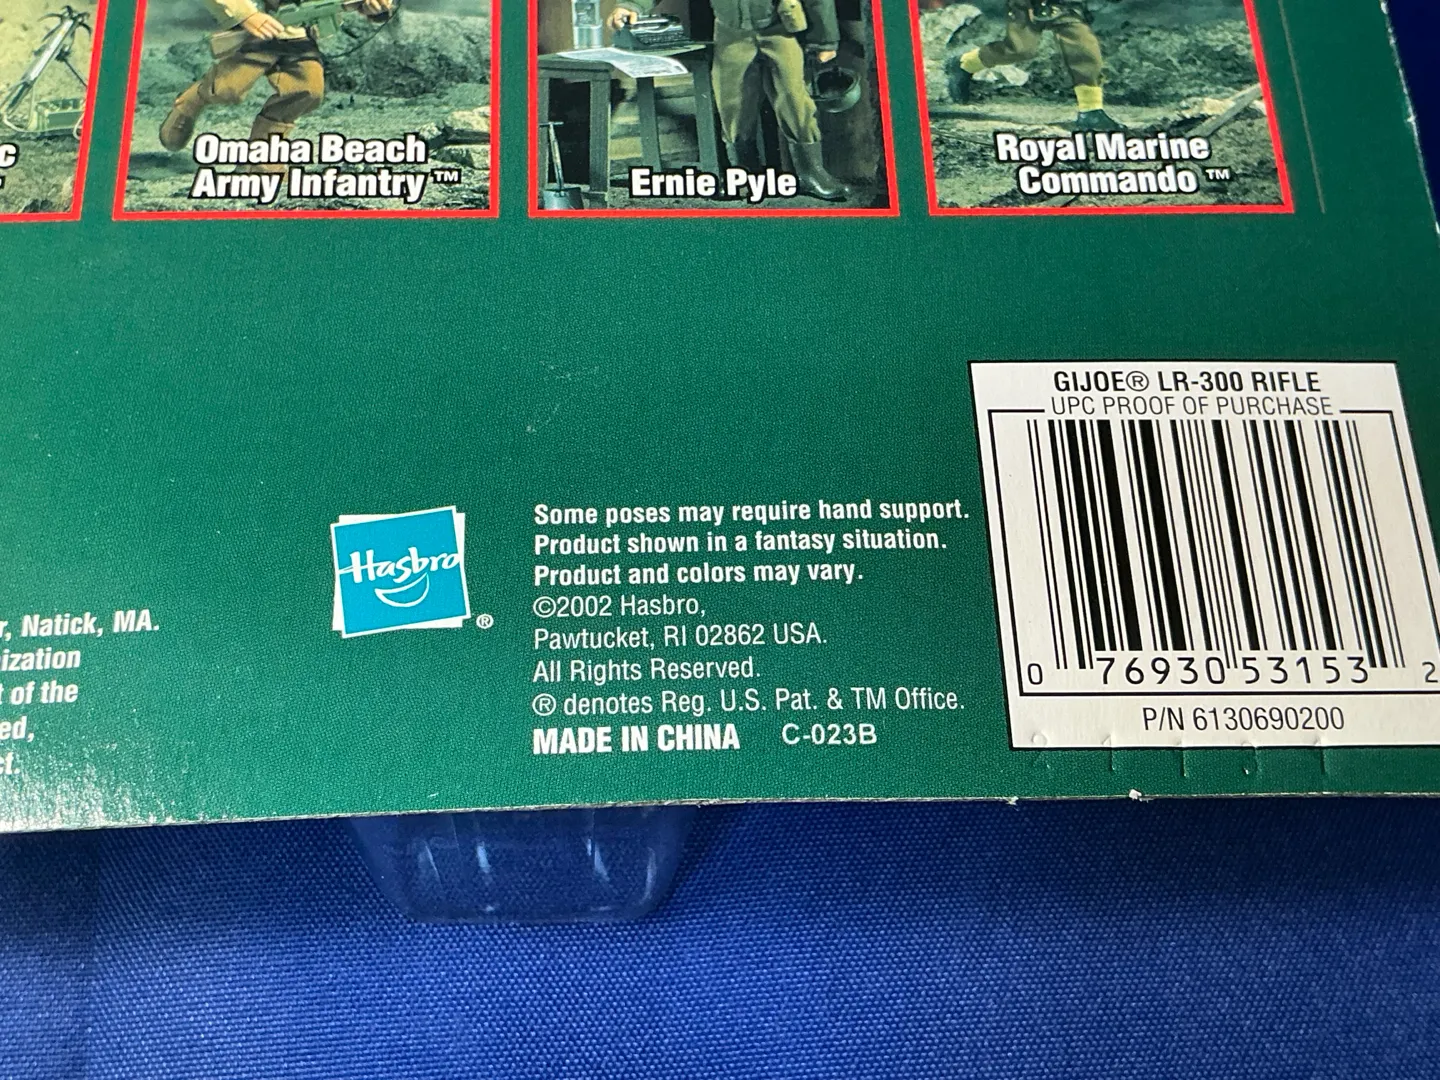 Omaha Beach
Army Infantry™
Ernie Pyle
Royal Marine
Commando™
GIJOE® LR-300 RIFLE
UPC PROOF OF PURCHASE
0 76930 53153 2
P/N 6130690200
Hasbro®
Some poses may require hand support.
Product shown in a fantasy situation.
Product and colors may vary.
©2002 Hasbro,
Pawtucket, RI 02862 USA.
All Rights Reserved.
® denotes Reg. U.S. Pat. & TM Office.
MADE IN CHINA C-023B
Natick, MA.
of the